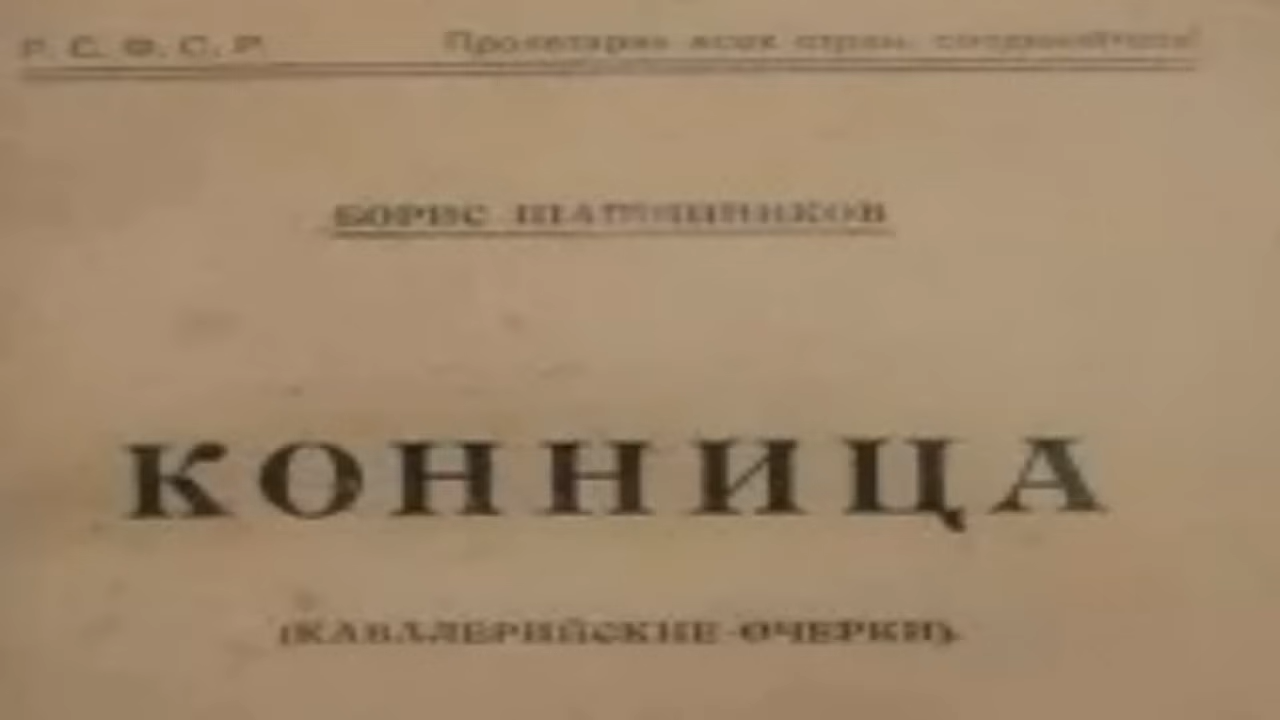 Р. С. Ф. С. Р. Пролетарии всех стран, соединяйтесь!
БОРИС ШАПОШНИКОВ
КОННИЦА
(КАВАЛЕРИЙСКИЕ ОЧЕРКИ).